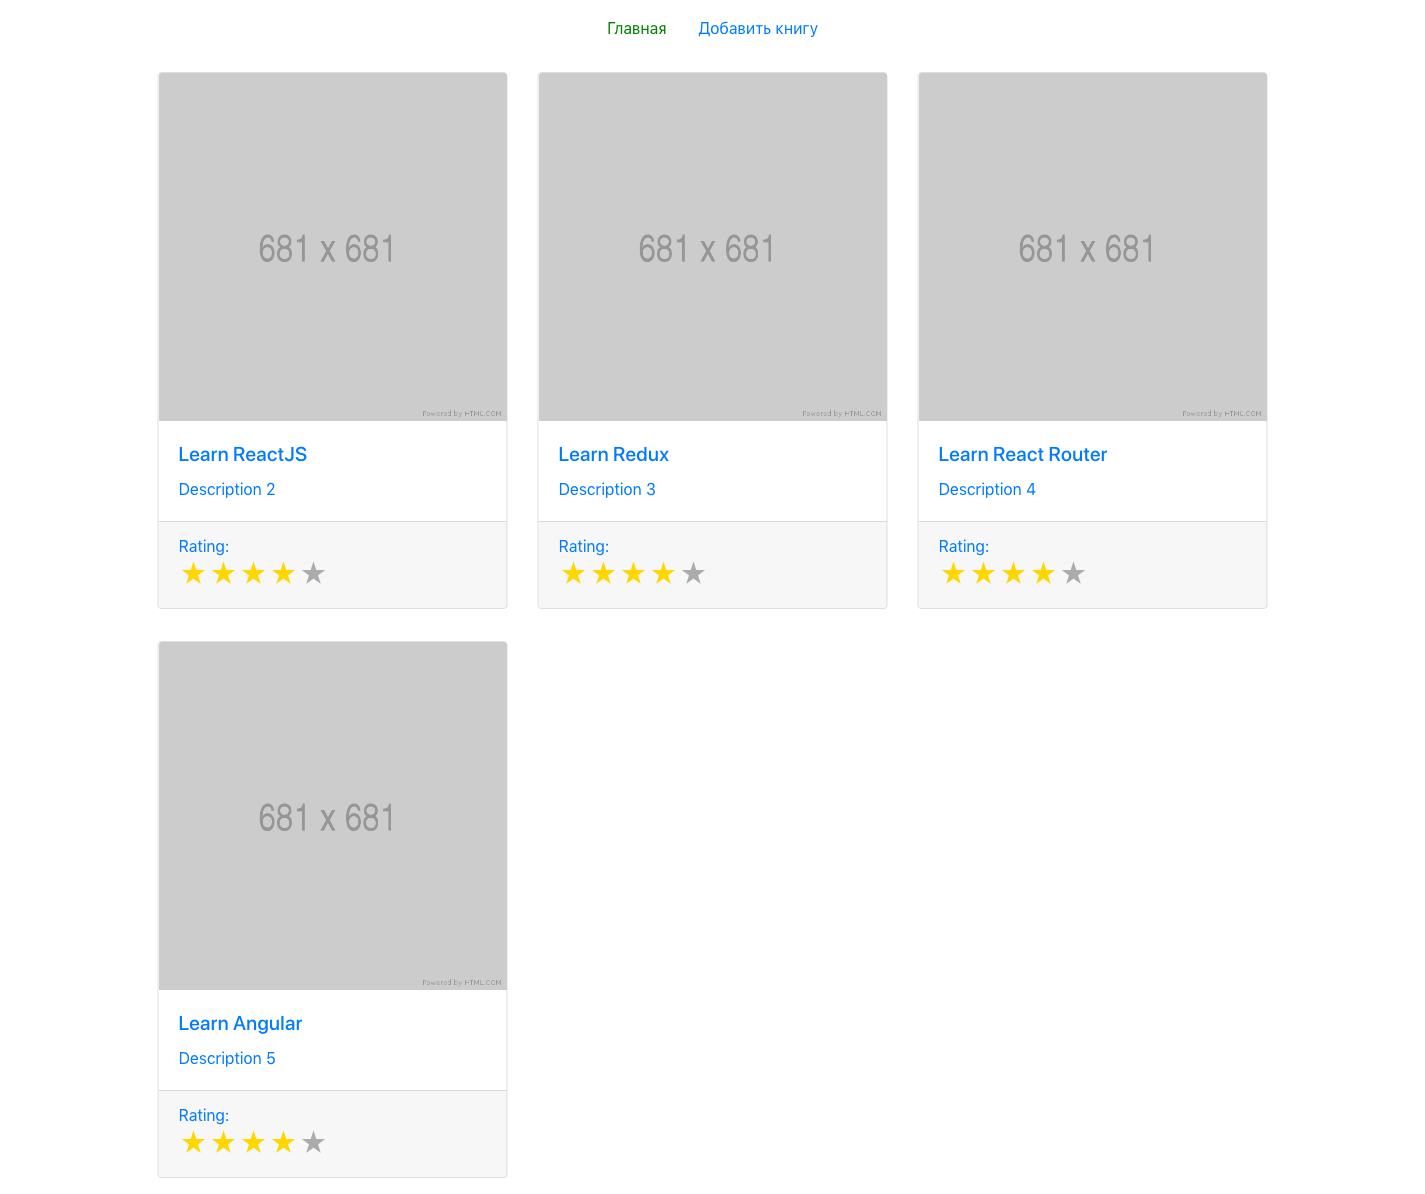 Главная Добавить книгу
681 x 681
Powered by HTML.COM
Learn ReactJS
Description 2
Rating:
681 x 681
Powered by HTML.COM
Learn Redux
Description 3
Rating:
681 x 681
Powered by HTML.COM
Learn React Router
Description 4
Rating:
681 x 681
Powered by HTML.COM
Learn Angular
Description 5
Rating: